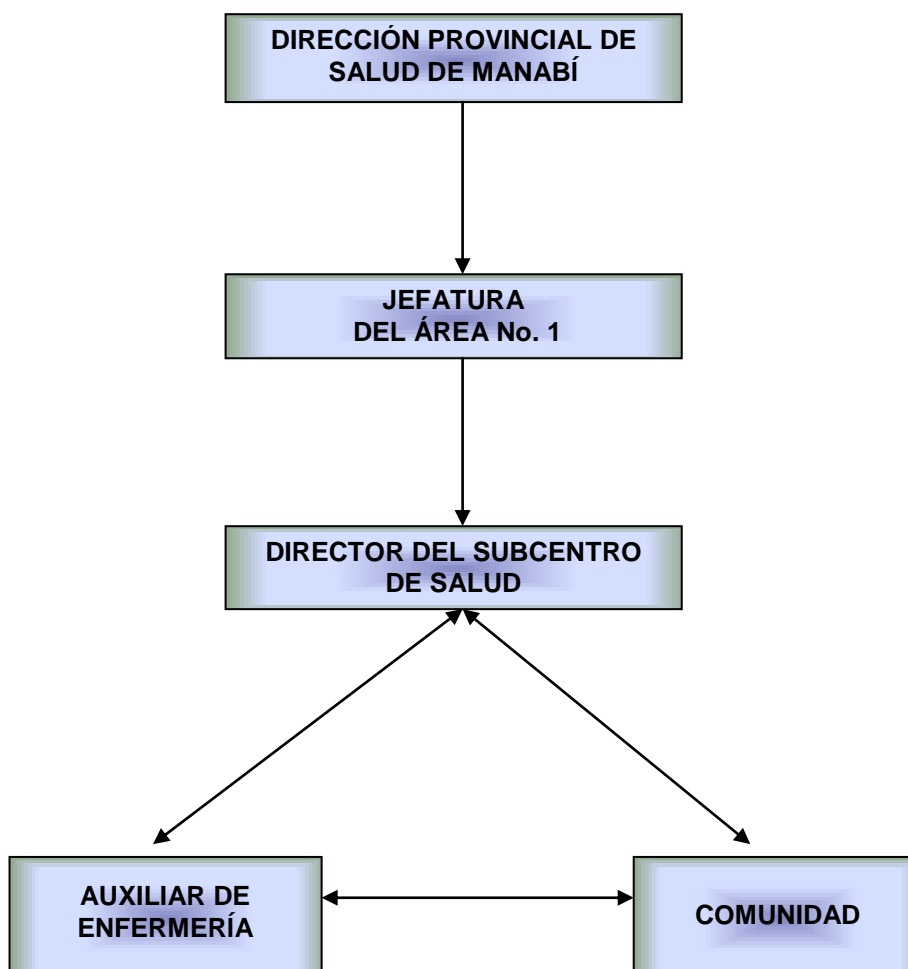 DIRECCIÓN PROVINCIAL DE
SALUD DE MANABÍ
JEFATURA
DEL ÁREA No. 1
DIRECTOR DEL SUBCENTRO
DE SALUD
AUXILIAR DE
ENFERMERÍA
COMUNIDAD